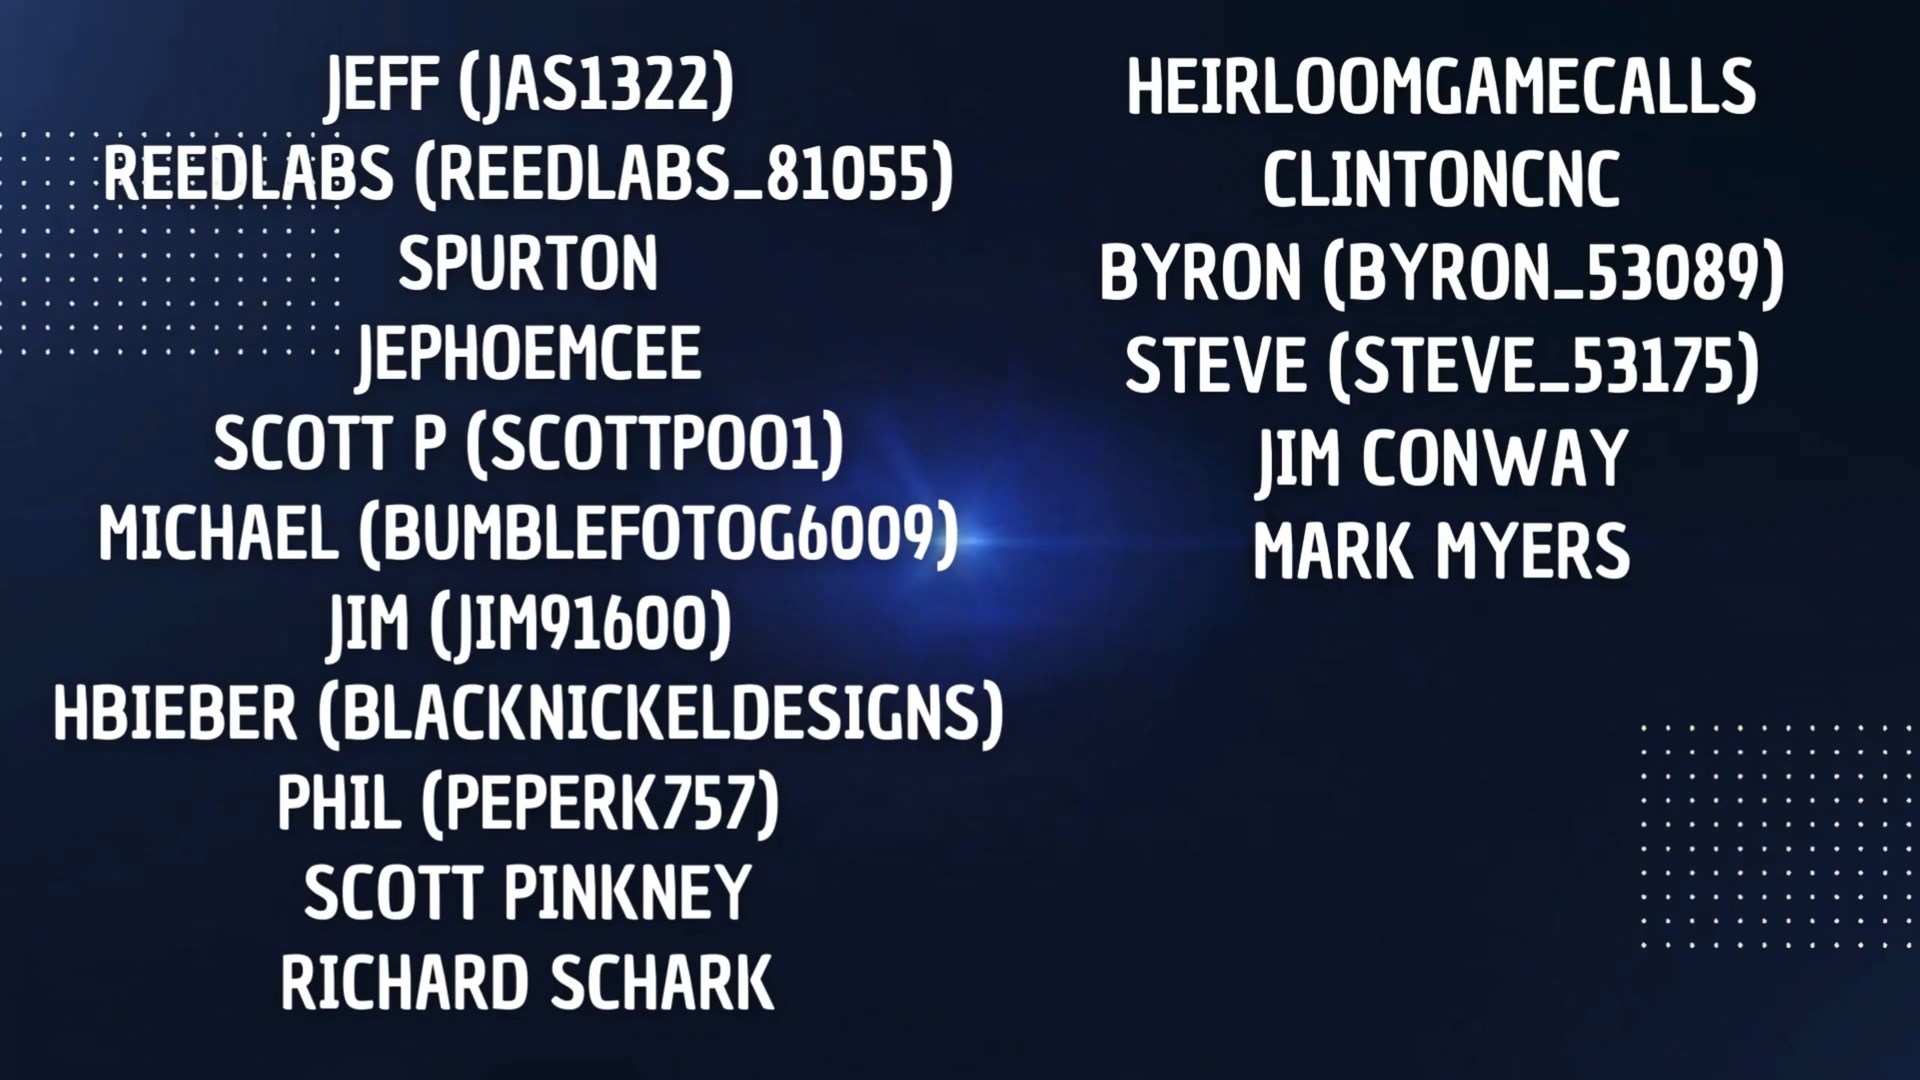 JEFF (JAS1322)
REEDLABS (REEDLABS_81055)
SPURTON
JEPHOEMCEE
SCOTT P (SCOTTP001)
MICHAEL (BUMBLEFOTOG6009)
JIM (JIM91600)
HBIEBER (BLACKNICKELDESIGNS)
PHIL (PEPERK757)
SCOTT PINKNEY
RICHARD SCHARK
HEIRLOOMGAMECALLS
CLINTONCNC
BYRON (BYRON_53089)
STEVE (STEVE_53175)
JIM CONWAY
MARK MYERS